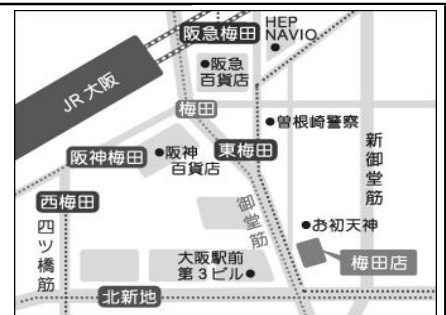 阪急梅田
HEP
NAVIO
●阪急
百貨店
JR大阪
梅田
●曽根崎警察
阪神梅田
●阪神
百貨店
東梅田
新御堂筋
西梅田
御堂筋
四ツ橋筋
●お初天神
大阪駅前
第3ビル●
梅田店
北新地